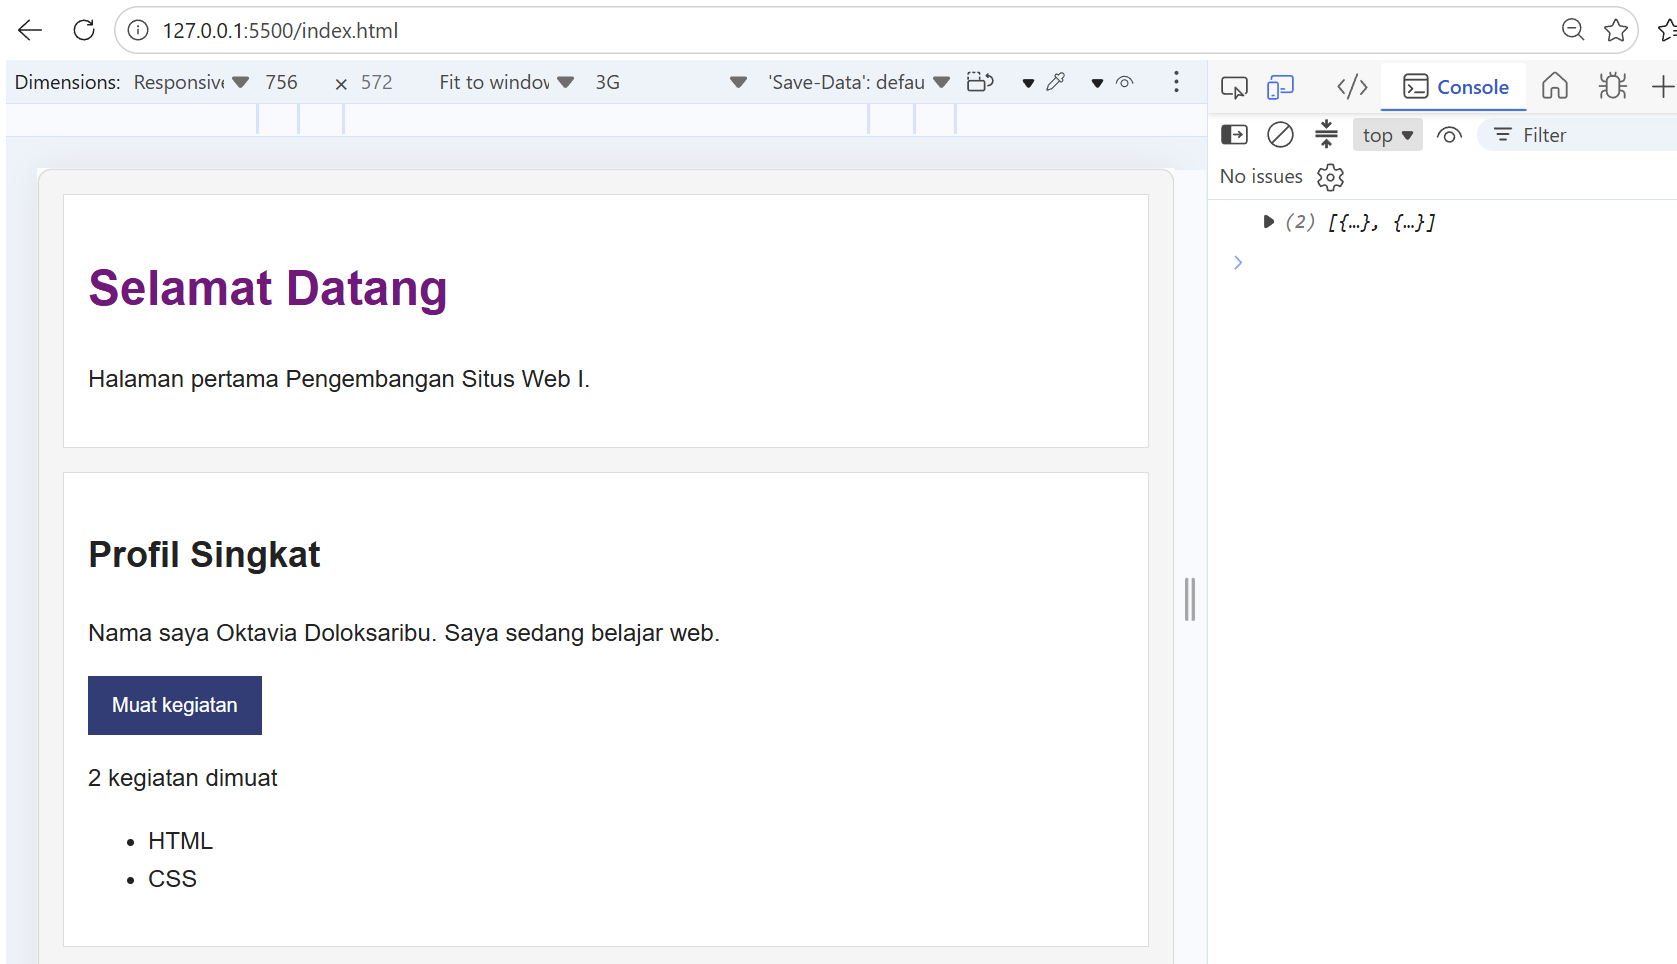 127.0.0.1:5500/index.html
Dimensions: Responsive 756 × 572 Fit to window 3G 'Save-Data': defau
Console
top Filter
No issues
(2) [{…}, {…}]
Selamat Datang
Halaman pertama Pengembangan Situs Web I.
Profil Singkat
Nama saya Oktavia Doloksaribu. Saya sedang belajar web.
Muat kegiatan
2 kegiatan dimuat
• HTML
• CSS